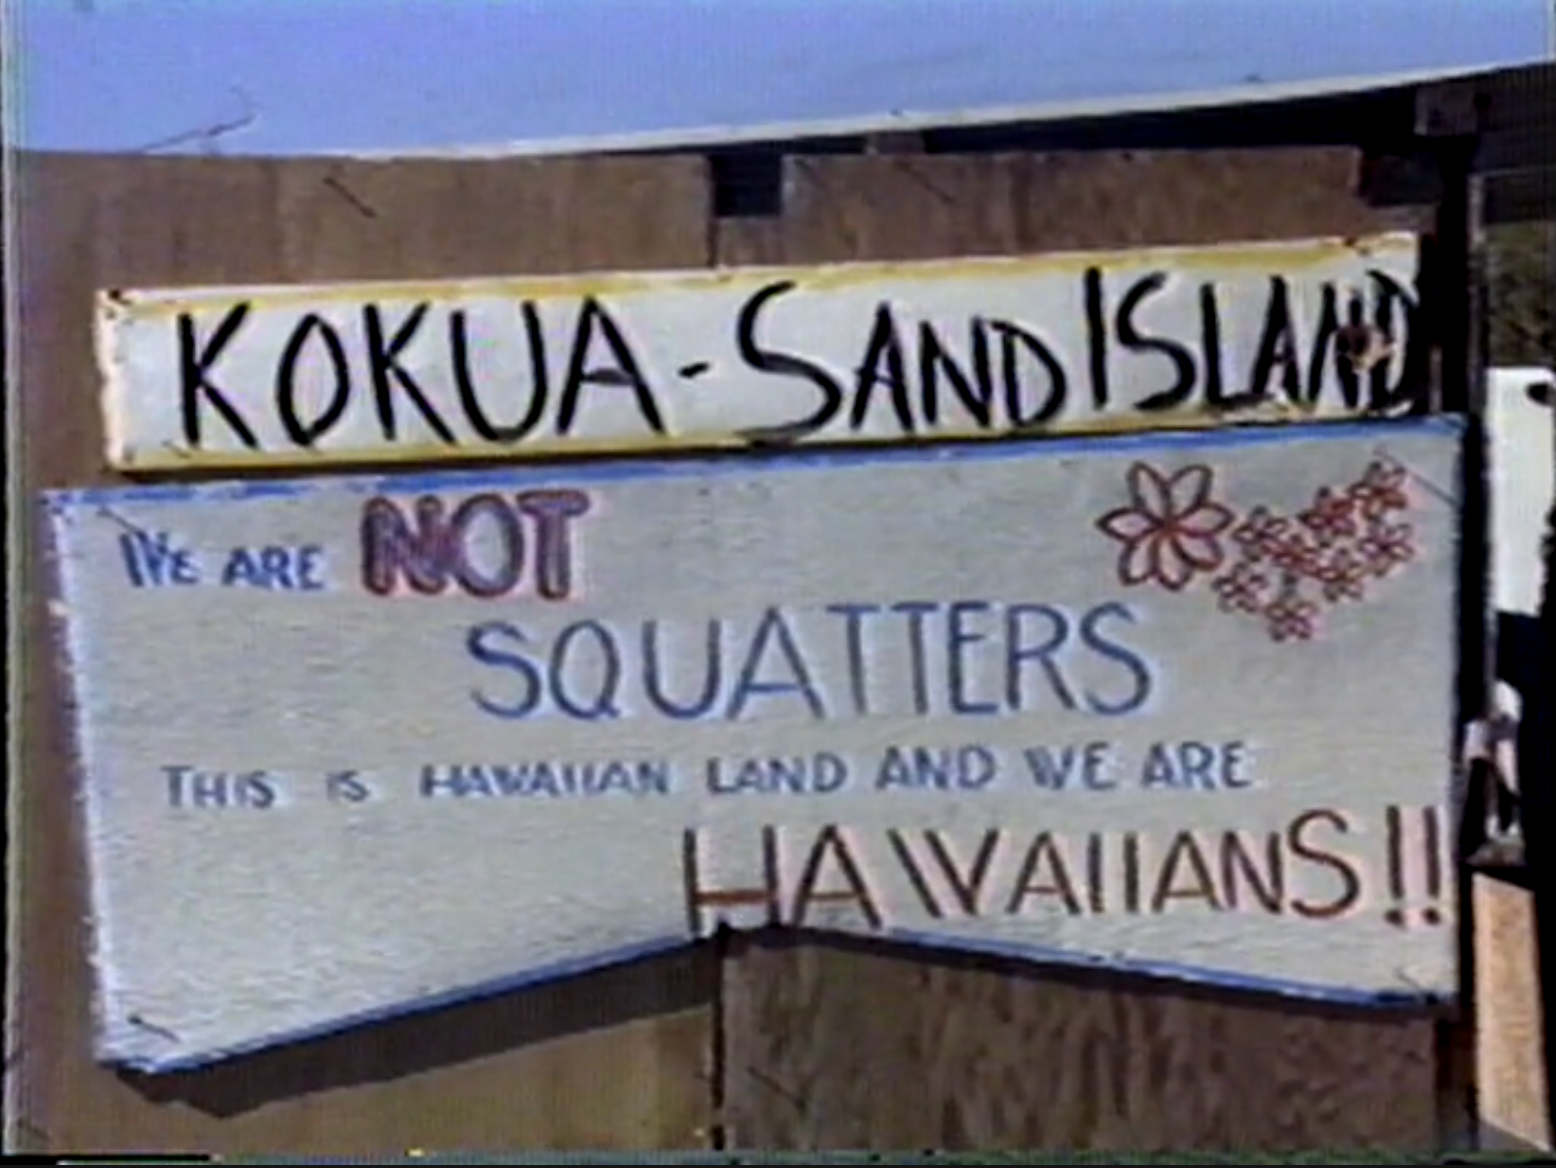 KOKUA-SAND ISLAND
WE ARE NOT
SQUATTERS
THIS IS HAWAIIAN LAND AND WE ARE
HAWAIIANS!!